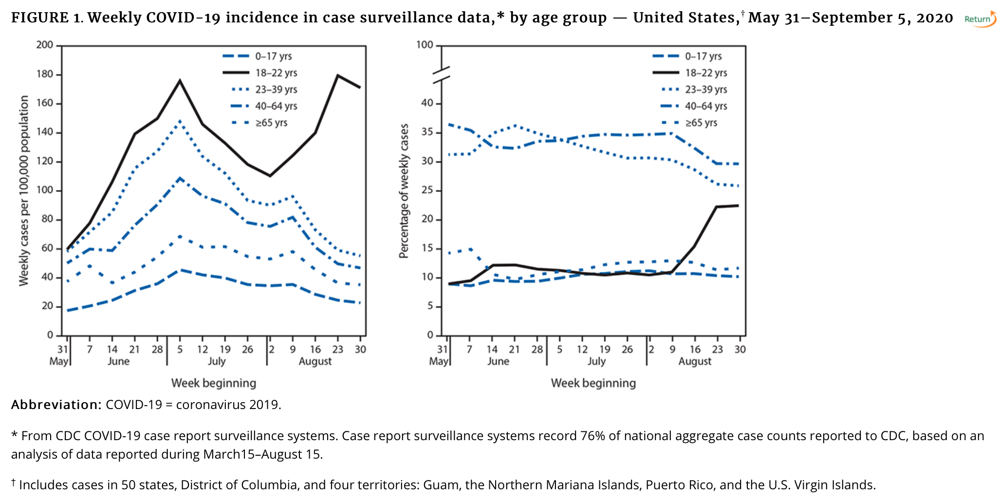 FIGURE 1. Weekly COVID-19 incidence in case surveillance data,* by age group — United States,† May 31–September 5, 2020
Return
Weekly cases per 100,000 population
200
180
160
140
120
100
80
60
40
20
0
0–17 yrs
18–22 yrs
23–39 yrs
40–64 yrs
≥65 yrs
31 7 14 21 28 5 12 19 26 2 9 16 23 30
May June July August
Week beginning
Percentage of weekly cases
100
40
35
30
25
20
15
10
5
0
0–17 yrs
18–22 yrs
23–39 yrs
40–64 yrs
≥65 yrs
31 7 14 21 28 5 12 19 26 2 9 16 23 30
May June July August
Week beginning
Abbreviation: COVID-19 = coronavirus 2019.
* From CDC COVID-19 case report surveillance systems. Case report surveillance systems record 76% of national aggregate case counts reported to CDC, based on an
analysis of data reported during March15–August 15.
† Includes cases in 50 states, District of Columbia, and four territories: Guam, the Northern Mariana Islands, Puerto Rico, and the U.S. Virgin Islands.